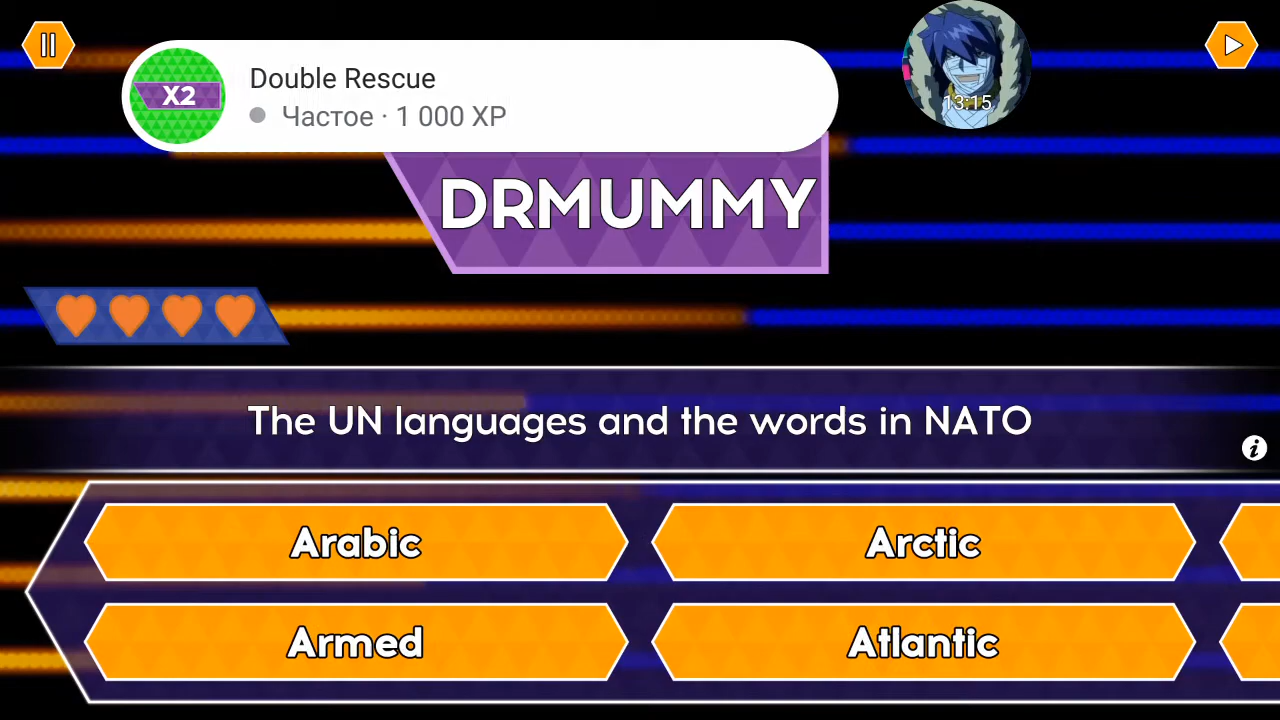 X2
Double Rescue
Частое · 1 000 XP
13:15
DRMUMMY
The UN languages and the words in NATO
Arabic
Arctic
Armed
Atlantic